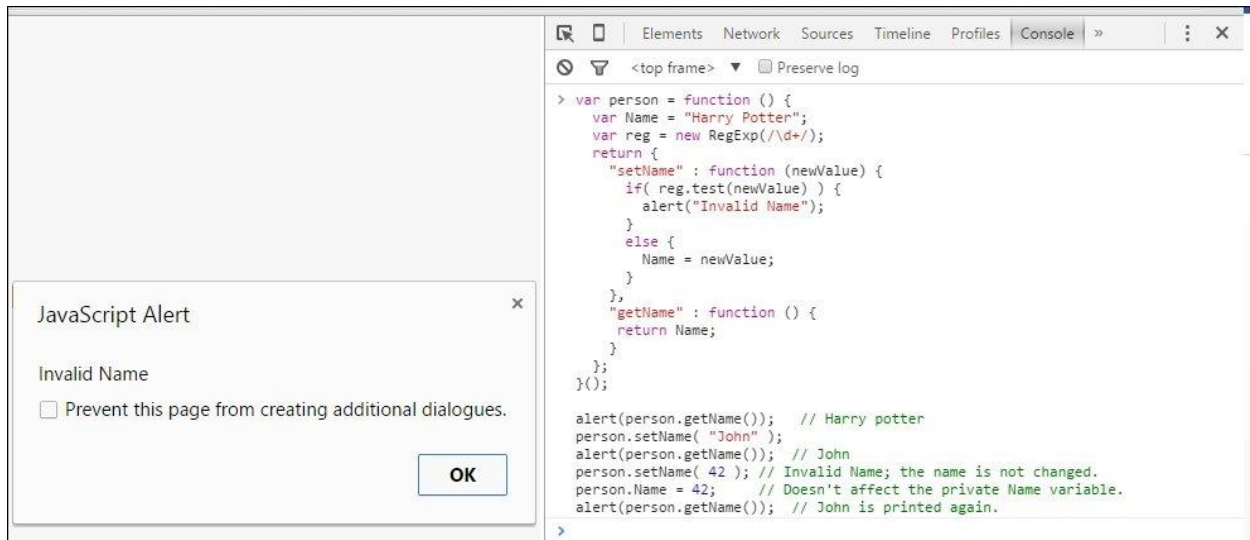 Elements Network Sources Timeline Profiles Console »
<top frame> ▼ Preserve log
> var person = function () {
var Name = "Harry Potter";
var reg = new RegExp(/\d+/);
return {
"setName" : function (newValue) {
if( reg.test(newValue) ) {
alert("Invalid Name");
}
else {
Name = newValue;
}
},
"getName" : function () {
return Name;
}
};
}();
alert(person.getName());   // Harry potter
person.setName( "John" );
alert(person.getName());  // John
person.setName( 42 ); // Invalid Name; the name is not changed.
person.Name = 42;     // Doesn't affect the private Name variable.
alert(person.getName());  // John is printed again.
>
JavaScript Alert
Invalid Name
Prevent this page from creating additional dialogues.
OK